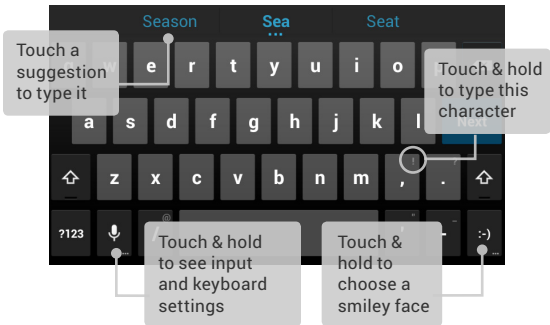 Season Sea Seat
Touch a
suggestion
to type it
w e r t y u i o
Touch & hold
to type this
character
a s d f g h j k l Next
z x c v b n m , ! . ?
?123 / @ ' " - _ :-)
Touch & hold
to see input
and keyboard
settings
Touch &
hold to
choose a
smiley face